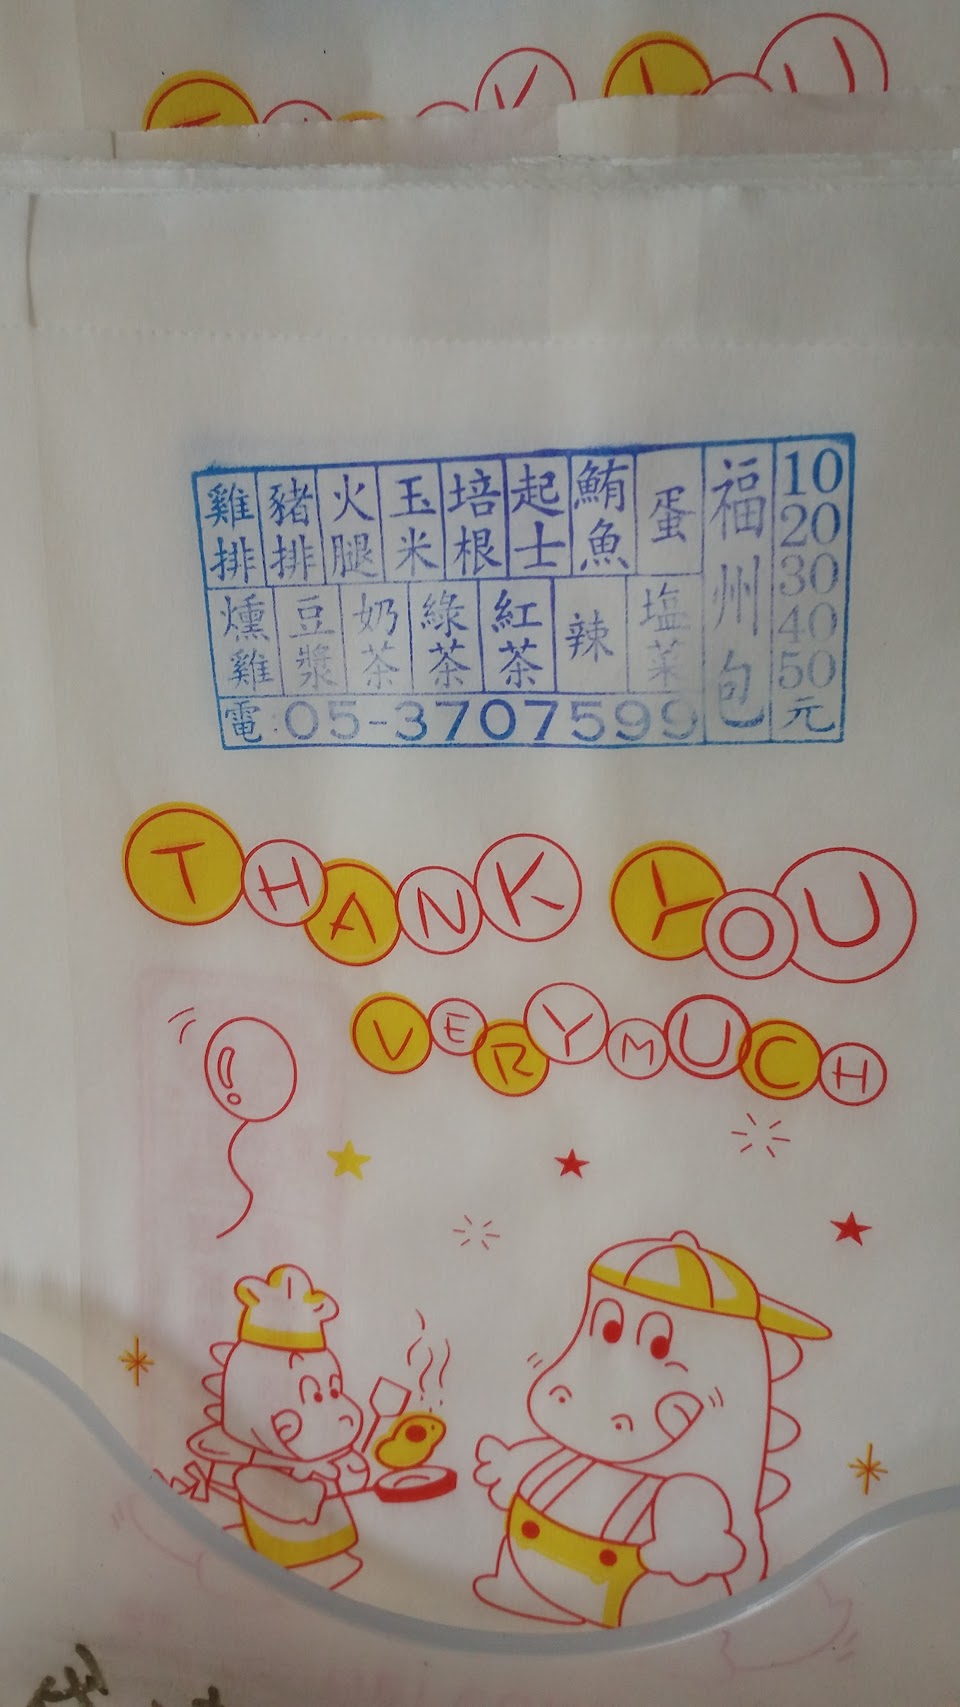 雞排 豬排 火腿 玉米 培根 起士 鮪魚 蛋
燻雞 豆漿 奶茶 綠茶 紅茶 辣 塩菜
福州包
10
20
30
40
50
元
電:05-3707599
THANK YOU
VERY MUCH